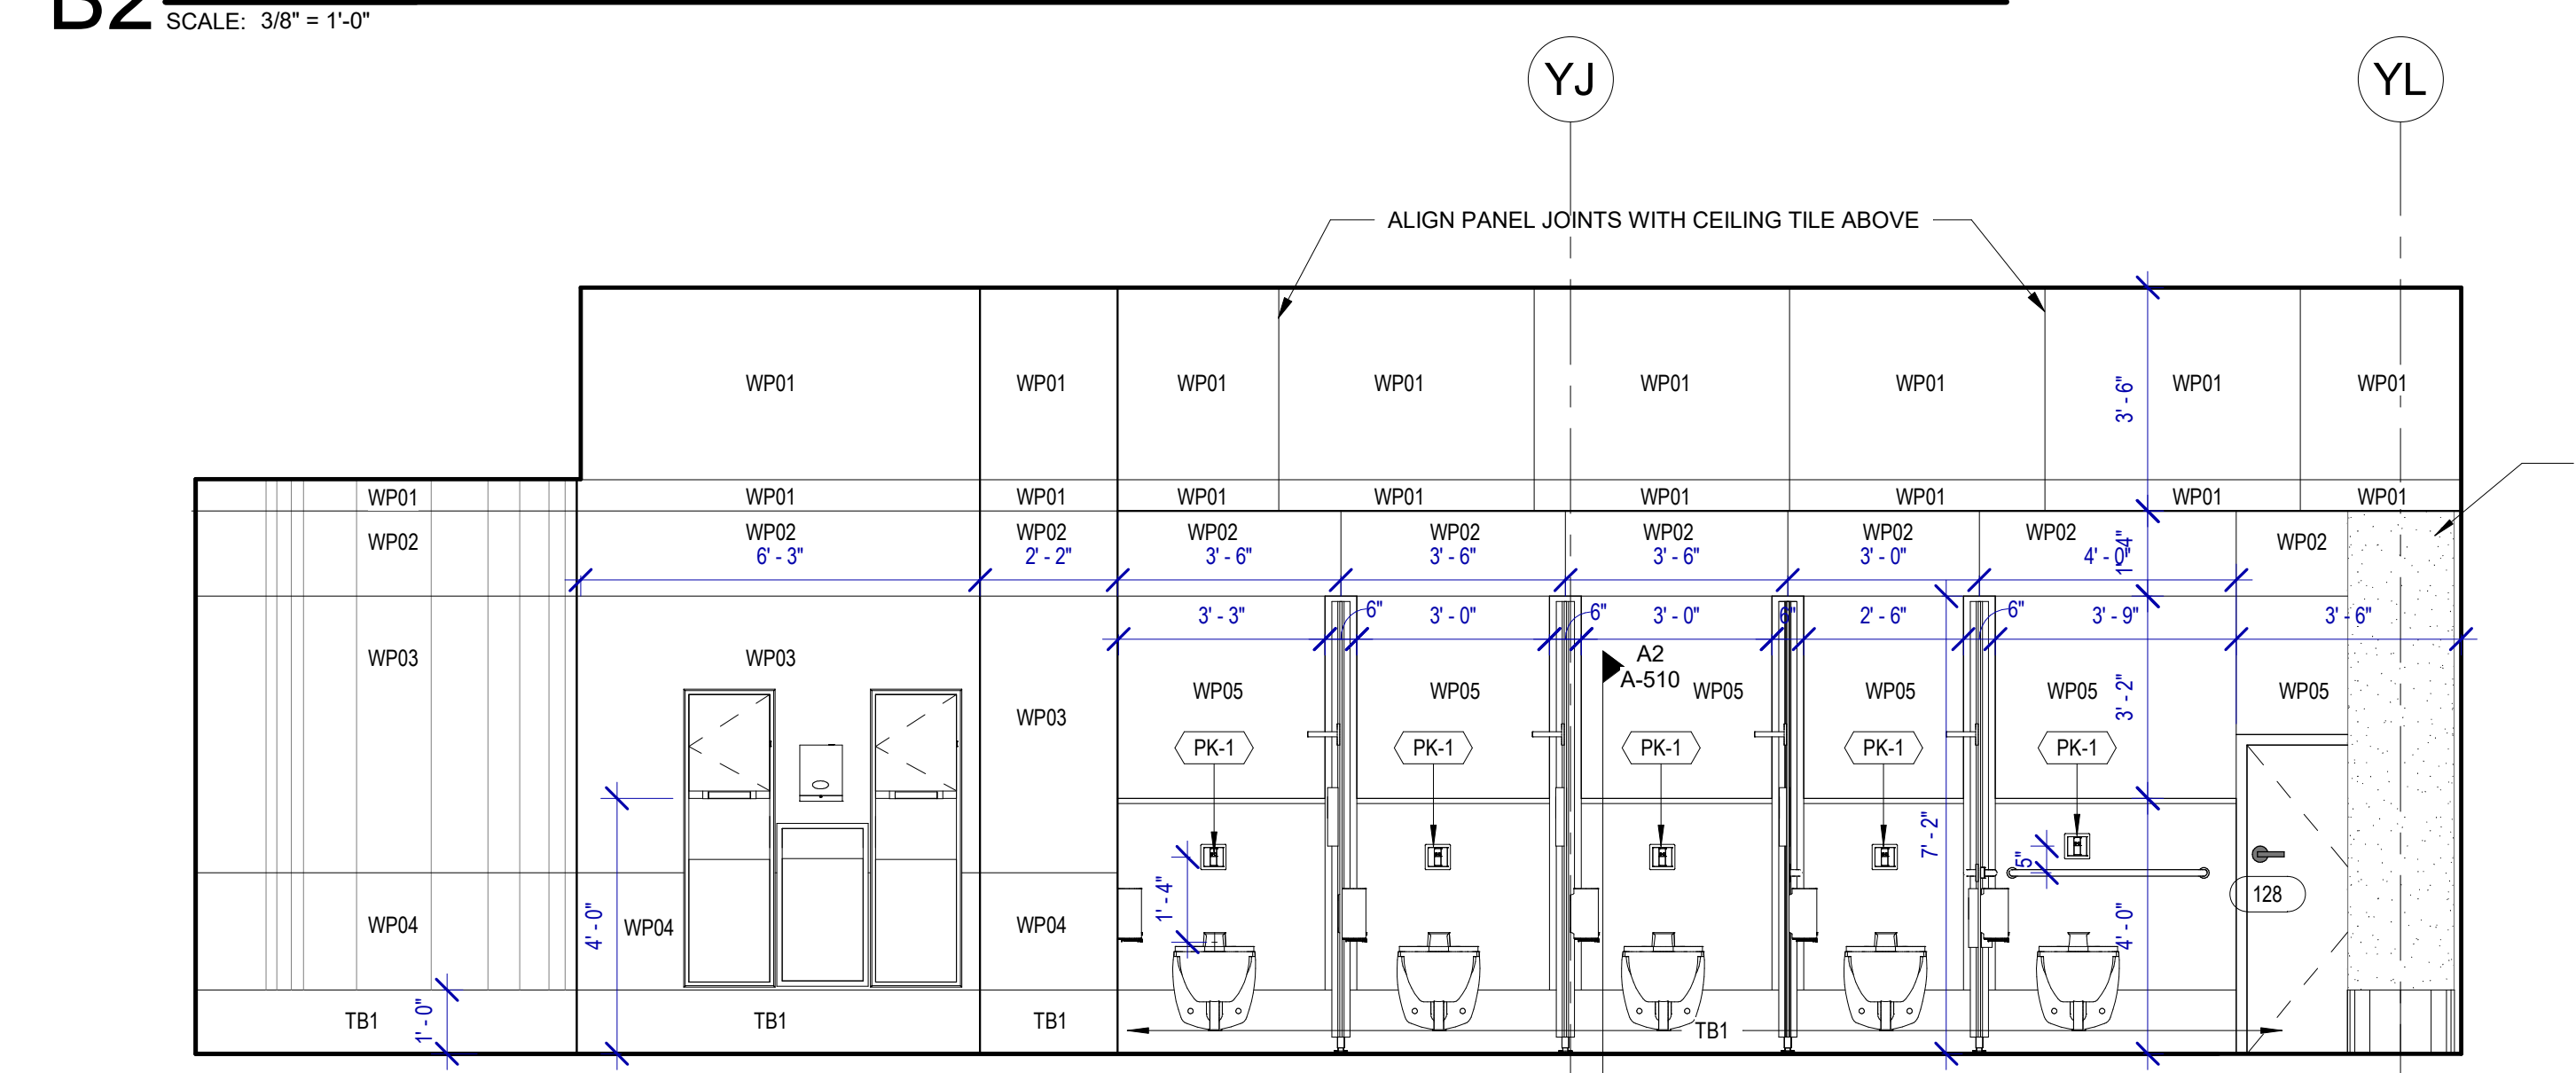 B2
SCALE: 3/8" = 1'-0"
YJ
YL
ALIGN PANEL JOINTS WITH CEILING TILE ABOVE
WP01 WP01 WP01 WP01 WP01 WP01 WP01 WP01
3' - 6"
WP01 WP01 WP01 WP01 WP01 WP01 WP01 WP01 WP01
WP02 WP02 WP02 WP02 WP02 WP02 WP02 WP02 WP02
6' - 3" 2' - 2" 3' - 6" 3' - 6" 3' - 6" 3' - 0" 4' - 0" 1' - 4"
3' - 3" 6" 3' - 0" 6" 3' - 0" 6" 2' - 6" 6" 3' - 9" 3' - 6"
WP03 WP03 WP03
A2
A-510
WP05 WP05 WP05 WP05 WP05 WP05
3' - 2"
PK-1 PK-1 PK-1 PK-1 PK-1
7' - 2"
5"
1' - 4"
128
WP04 4' - 0" WP04 WP04 4' - 0"
TB1 1' - 0" TB1 TB1 TB1